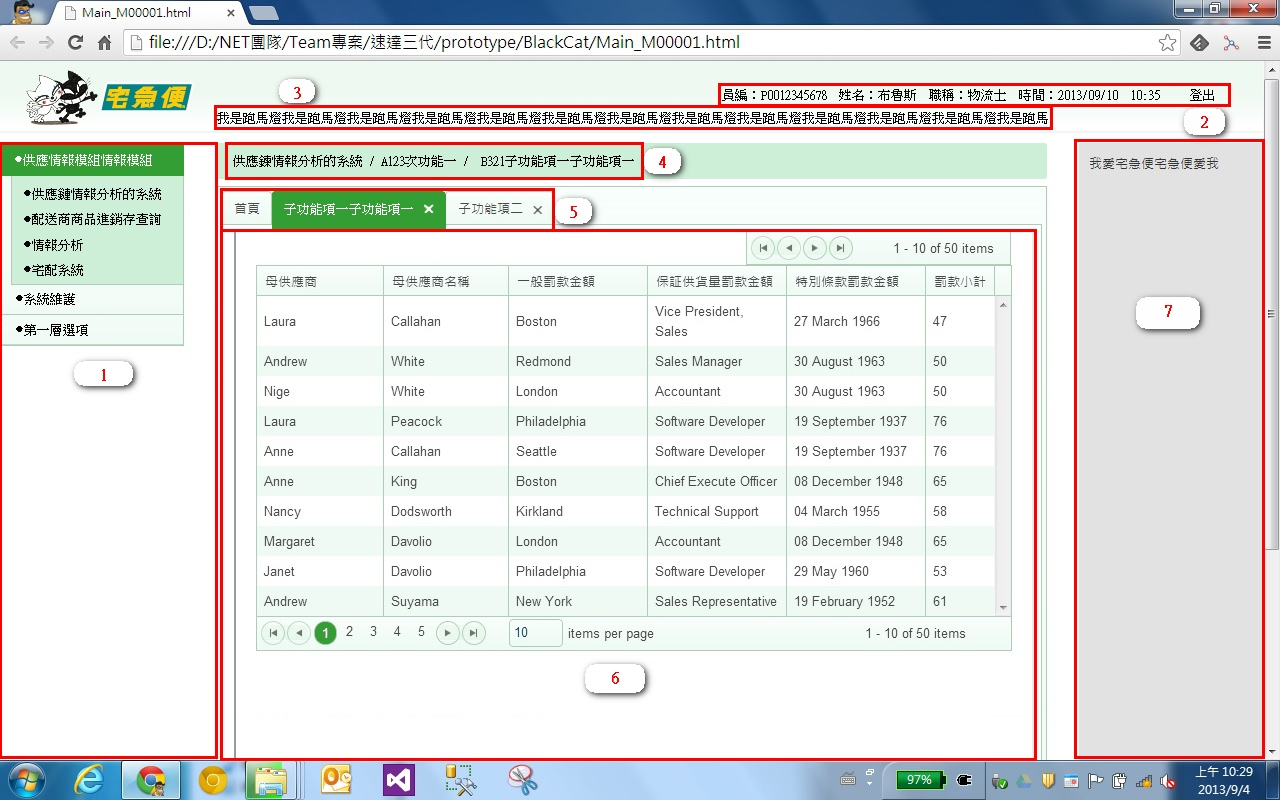 Main_M00001.html
file:///D:/NET團隊/Team專案/速達三代/prototype/BlackCat/Main_M00001.html
宅急便
3
員編：P0012345678 姓名：布魯斯 職稱：物流士 時間：2013/09/10 10:35 登出
我是跑馬燈我是跑馬燈我是跑馬燈我是跑馬燈我是跑馬燈我是跑馬燈我是跑馬燈我是跑馬燈我是跑馬燈我是跑馬燈我是跑馬燈我是跑馬燈我是跑馬燈
2
供應情報模組情報模組
供應鏈情報分析的系統
配送商商品進銷存查詢
情報分析
宅配系統
系統維護
第一層選項
1
供應鍊情報分析的系統 / A123次功能一 / B321子功能項一子功能項一
4
首頁 子功能項一子功能項一 子功能項二
5
1 - 10 of 50 items
母供應商 母供應商名稱 一般罰款金額 保証供貨量罰款金額 特別條款罰款金額 罰款小計
Laura Callahan Boston Vice President, Sales 27 March 1966 47
Andrew White Redmond Sales Manager 30 August 1963 50
Nige White London Accountant 30 August 1963 50
Laura Peacock Philadelphia Software Developer 19 September 1937 76
Anne Callahan Seattle Software Developer 19 September 1937 76
Anne King Boston Chief Execute Officer 08 December 1948 65
Nancy Dodsworth Kirkland Technical Support 04 March 1955 58
Margaret Davolio London Accountant 08 December 1948 65
Janet Davolio Philadelphia Software Developer 29 May 1960 53
Andrew Suyama New York Sales Representative 19 February 1952 61
1 2 3 4 5 10 items per page 1 - 10 of 50 items
6
我愛宅急便宅急便愛我
7
97%
上午 10:29
2013/9/4